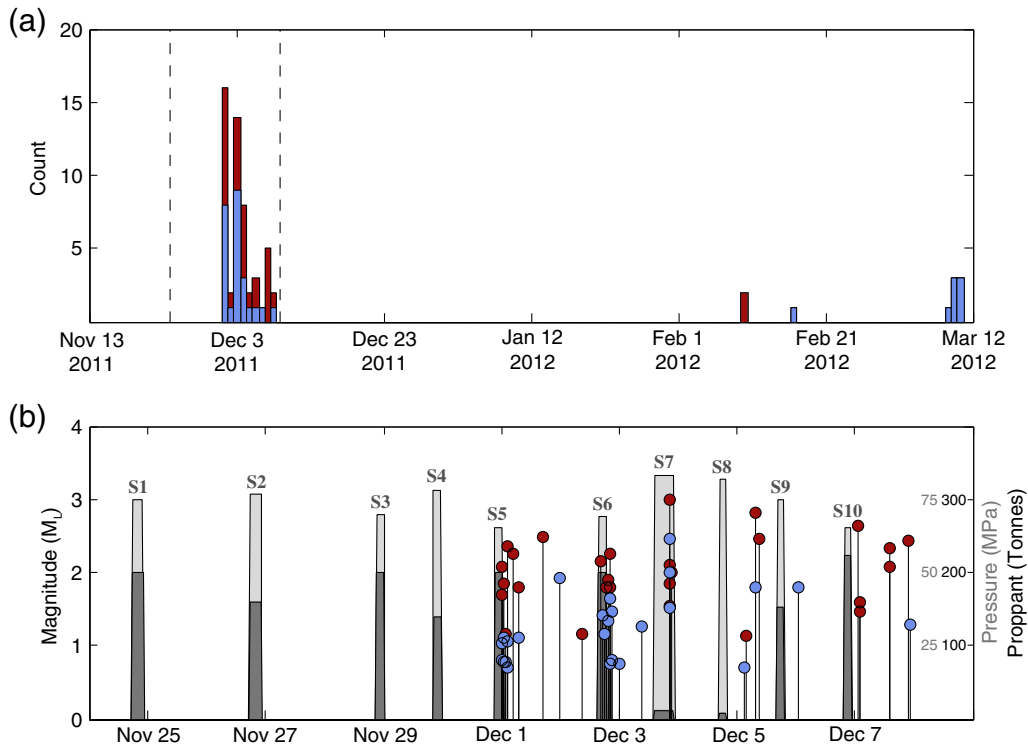 (a)
20
15
10
5
Count
Nov 13 Dec 3 Dec 23 Jan 12 Feb 1 Feb 21 Mar 12
2011 2011 2011 2012 2012 2012 2012
(b)
4
3
2
1
0
Magnitude (ML)
S1 S2 S3 S4 S5 S6 S7 S8 S9 S10
75 300
50 200
25 100
0
Pressure (MPa)
Proppant (Tonnes)
Nov 25 Nov 27 Nov 29 Dec 1 Dec 3 Dec 5 Dec 7